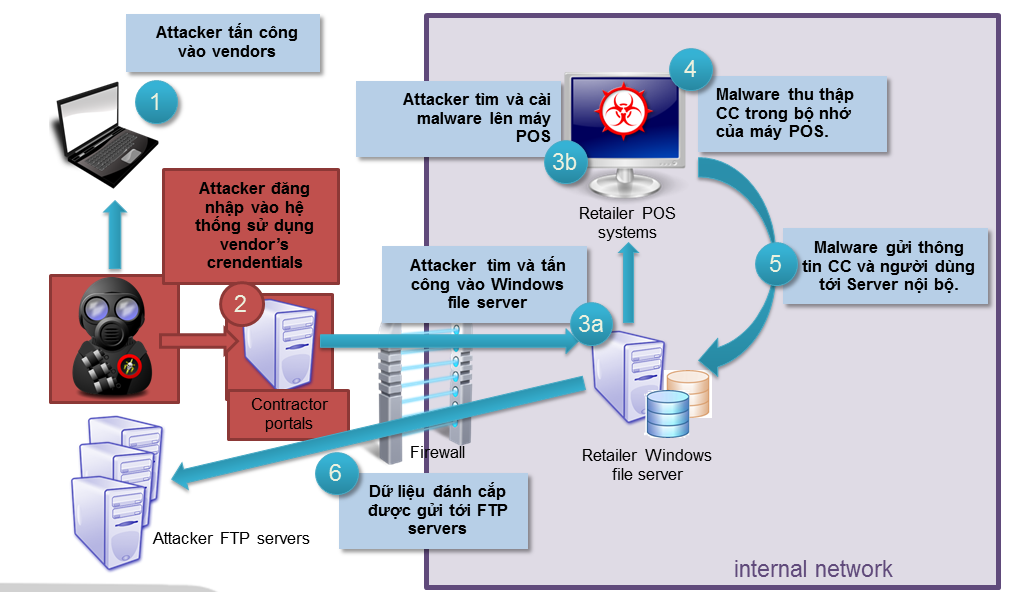 Attacker tấn công
vào vendors
1
Attacker tìm và cài
malware lên máy
POS
3b
4
Malware thu thập
CC trong bộ nhớ
của máy POS.
Retailer POS
systems
Attacker đăng
nhập vào hệ
thống sử dụng
vendor's
crendentials
2
Contractor
portals
Attacker tìm và tấn
công vào Windows
file server
3a
5
Malware gửi thông
tin CC và người dùng
tới Server nội bộ.
Firewall
Retailer Windows
file server
6
Dữ liệu đánh cắp
được gửi tới FTP
servers
Attacker FTP servers
internal network